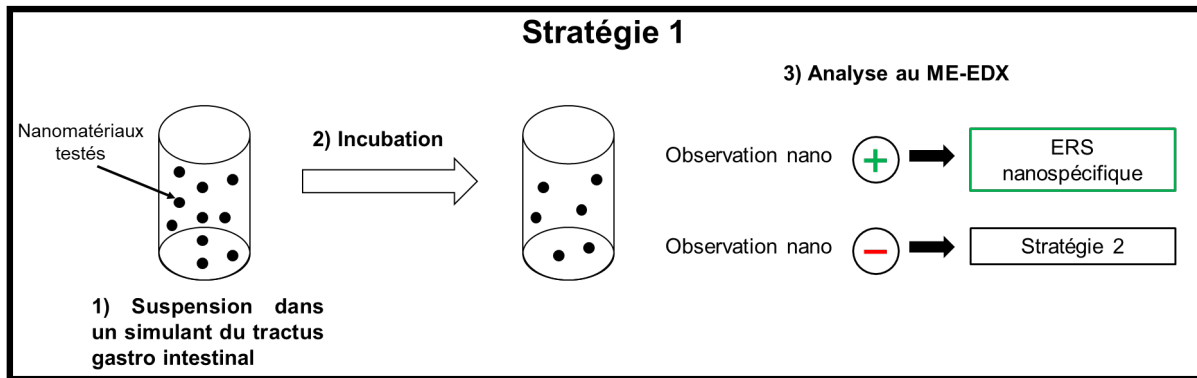 Stratégie 1
3) Analyse au ME-EDX
Nanomatériaux
testés
2) Incubation
Observation nano + ERS
nanospécifique
Observation nano − Stratégie 2
1) Suspension dans
un simulant du tractus
gastro intestinal